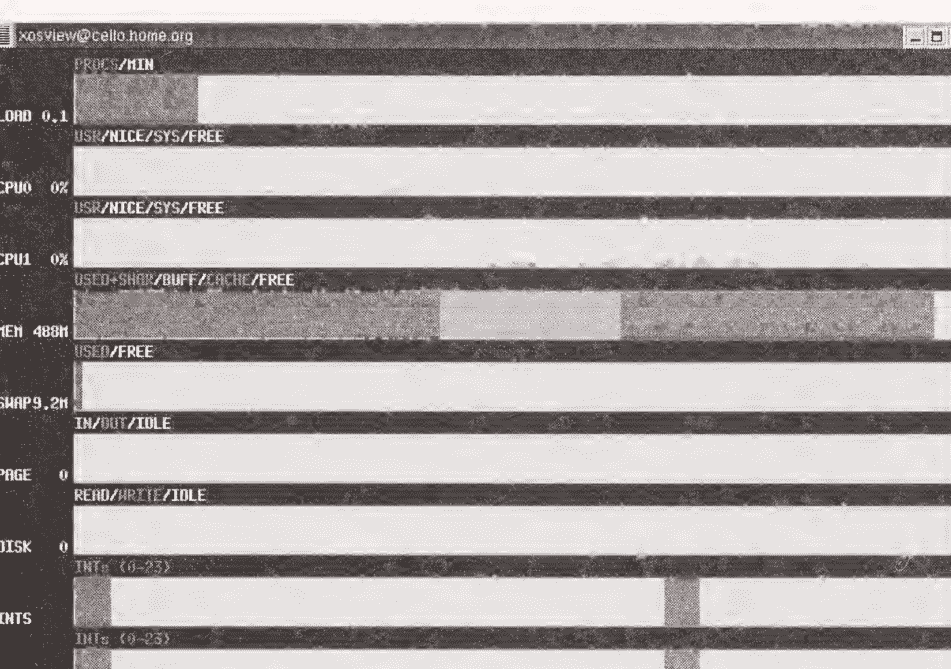 xosview@cello.home.org
PROCS/MIN
LOAD 0.1
USR/NICE/SYS/FREE
CPU0 0%
USR/NICE/SYS/FREE
CPU1 0%
USED+SHAR/BUFF/CACHE/FREE
MEM 488M
USED/FREE
SWAP9.2M
IN/OUT/IDLE
PAGE 0
READ/WRITE/IDLE
DISK 0
INTs (0-23)
INTS
INTs (0-23)